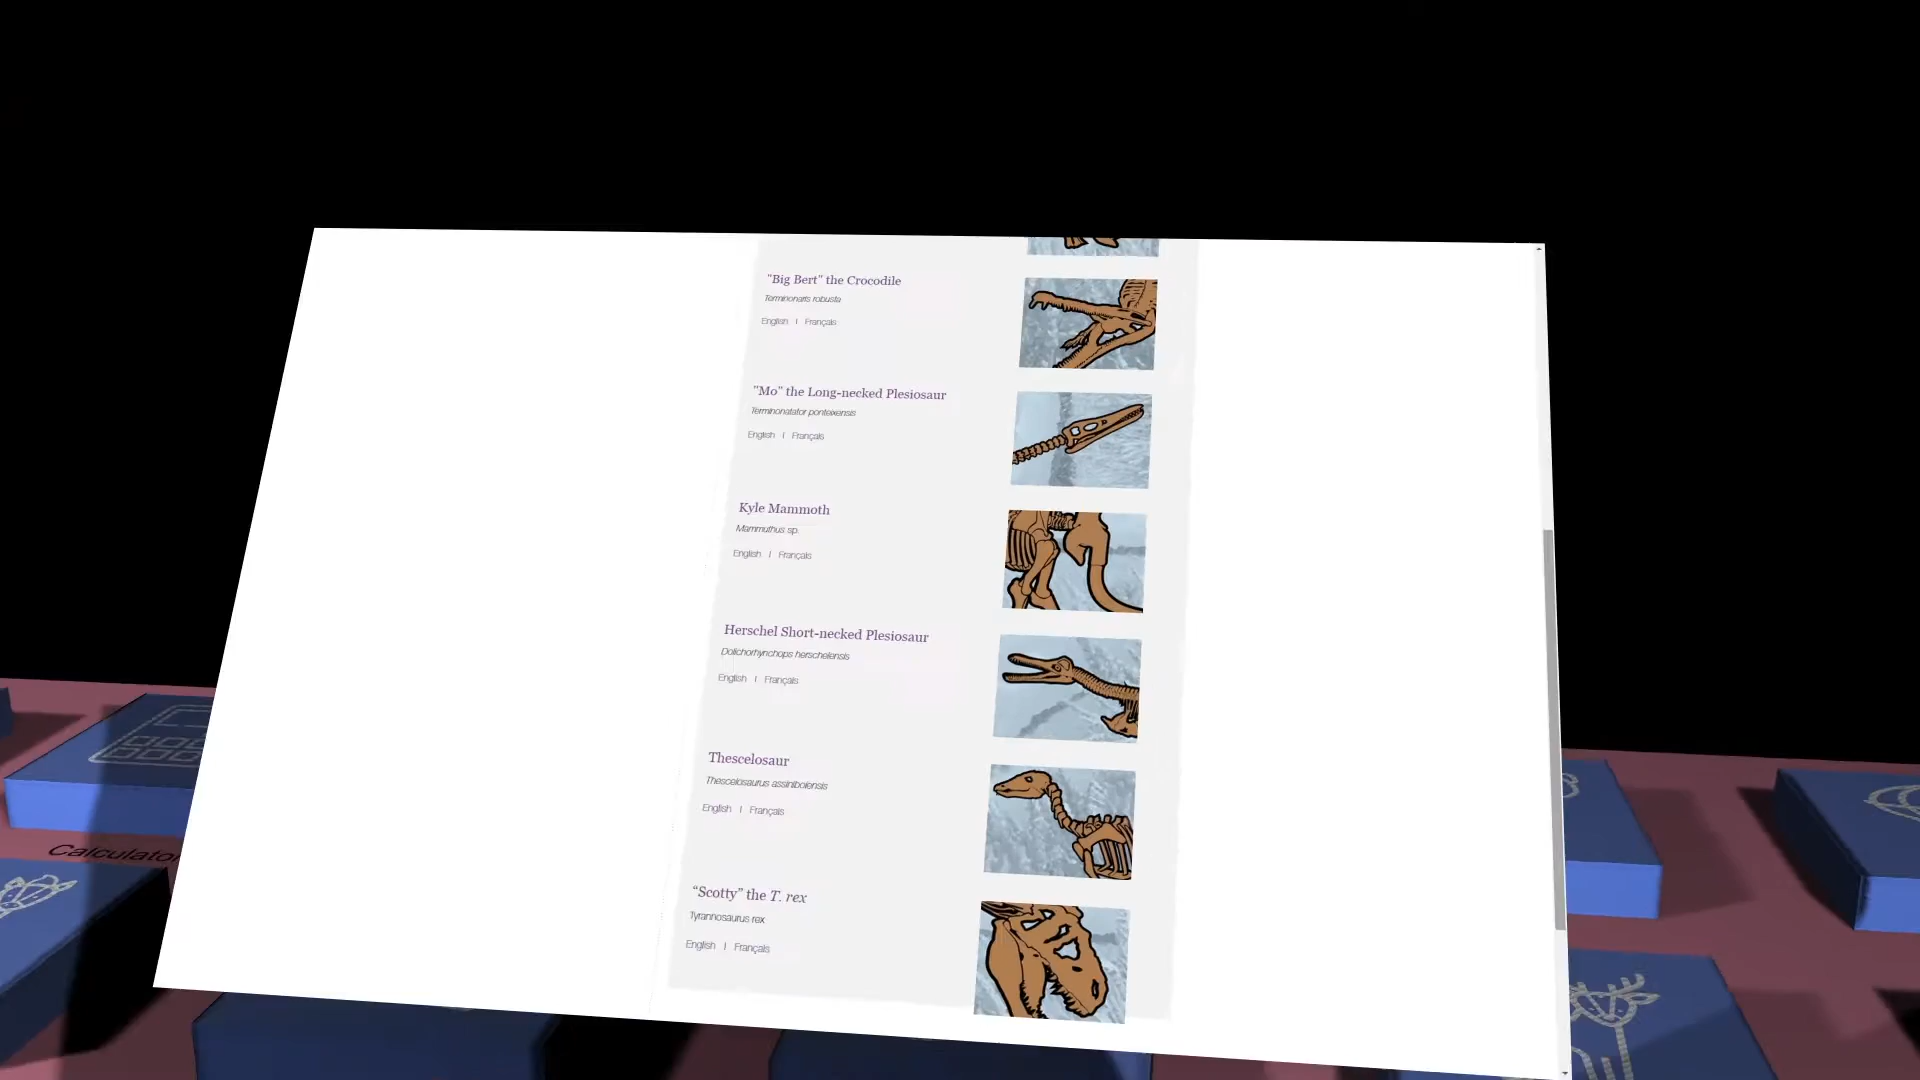 "Big Bert" the Crocodile
Terminonaris robusta
English | Français
"Mo" the Long-necked Plesiosaur
Terminonatator ponteixensis
English | Français
Kyle Mammoth
Mammuthus sp.
English | Français
Herschel Short-necked Plesiosaur
Dolichorhynchops herschelensis
English | Français
Thescelosaur
Thescelosaurus assiniboiensis
English | Français
“Scotty” the T. rex
Tyrannosaurus rex
English | Français
Calculator